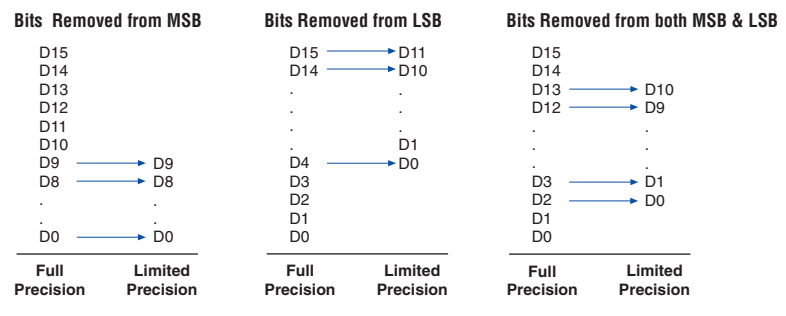 Bits Removed from MSB
D15
D14
D13
D12
D11
D10
D9 D9
D8 D8
. .
. .
D0 D0
Full Limited
Precision Precision
Bits Removed from LSB
D15 D11
D14 D10
. .
. .
. .
. D1
D4 D0
D3
D2
D1
D0
Full Limited
Precision Precision
Bits Removed from both MSB & LSB
D15
D14
D13 D10
D12 D9
. .
. .
. .
D3 D1
D2 D0
D1
D0
Full Limited
Precision Precision